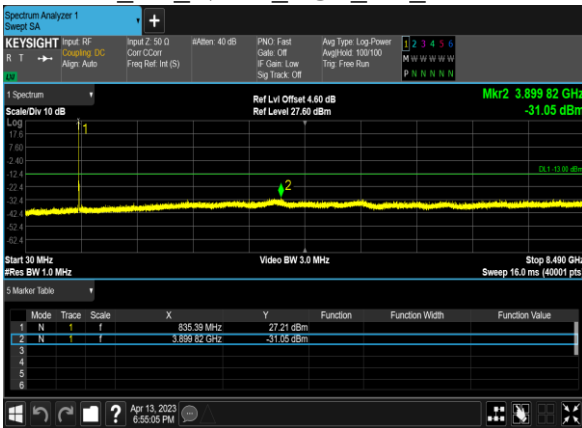 Spectrum Analyzer 1
Swept SA
+
KEYSIGHT Input: RF Input Z: 50 Ω #Atten: 40 dB PNO: Fast Avg Type: Log-Power 1 2 3 4 5 6
R T Coupling: DC Corr CCorr Gate: Off Avg|Hold: 100/100 M W W W W W
Align: Auto Freq Ref: Int (S) IF Gain: Low Trig: Free Run
LV Sig Track: Off P N N N N N
1 Spectrum Ref Lvl Offset 4.60 dB Mkr2 3.899 82 GHz
Scale/Div 10 dB Ref Level 27.60 dBm -31.05 dBm
Log
17.6 1
7.60
-2.40
-12.4 DL1 -13.00 dBm
-22.4 2
-32.4
-42.4
-52.4
-62.4
Start 30 MHz Video BW 3.0 MHz Stop 8.490 GHz
#Res BW 1.0 MHz Sweep 16.0 ms (40001 pts
5 Marker Table
Mode Trace Scale X Y Function Function Width Function Value
1 N 1 f 835.39 MHz 27.21 dBm
2 N 1 f 3.899 82 GHz -31.05 dBm
3
4
5
6
? Apr 13, 2023
6:55:05 PM